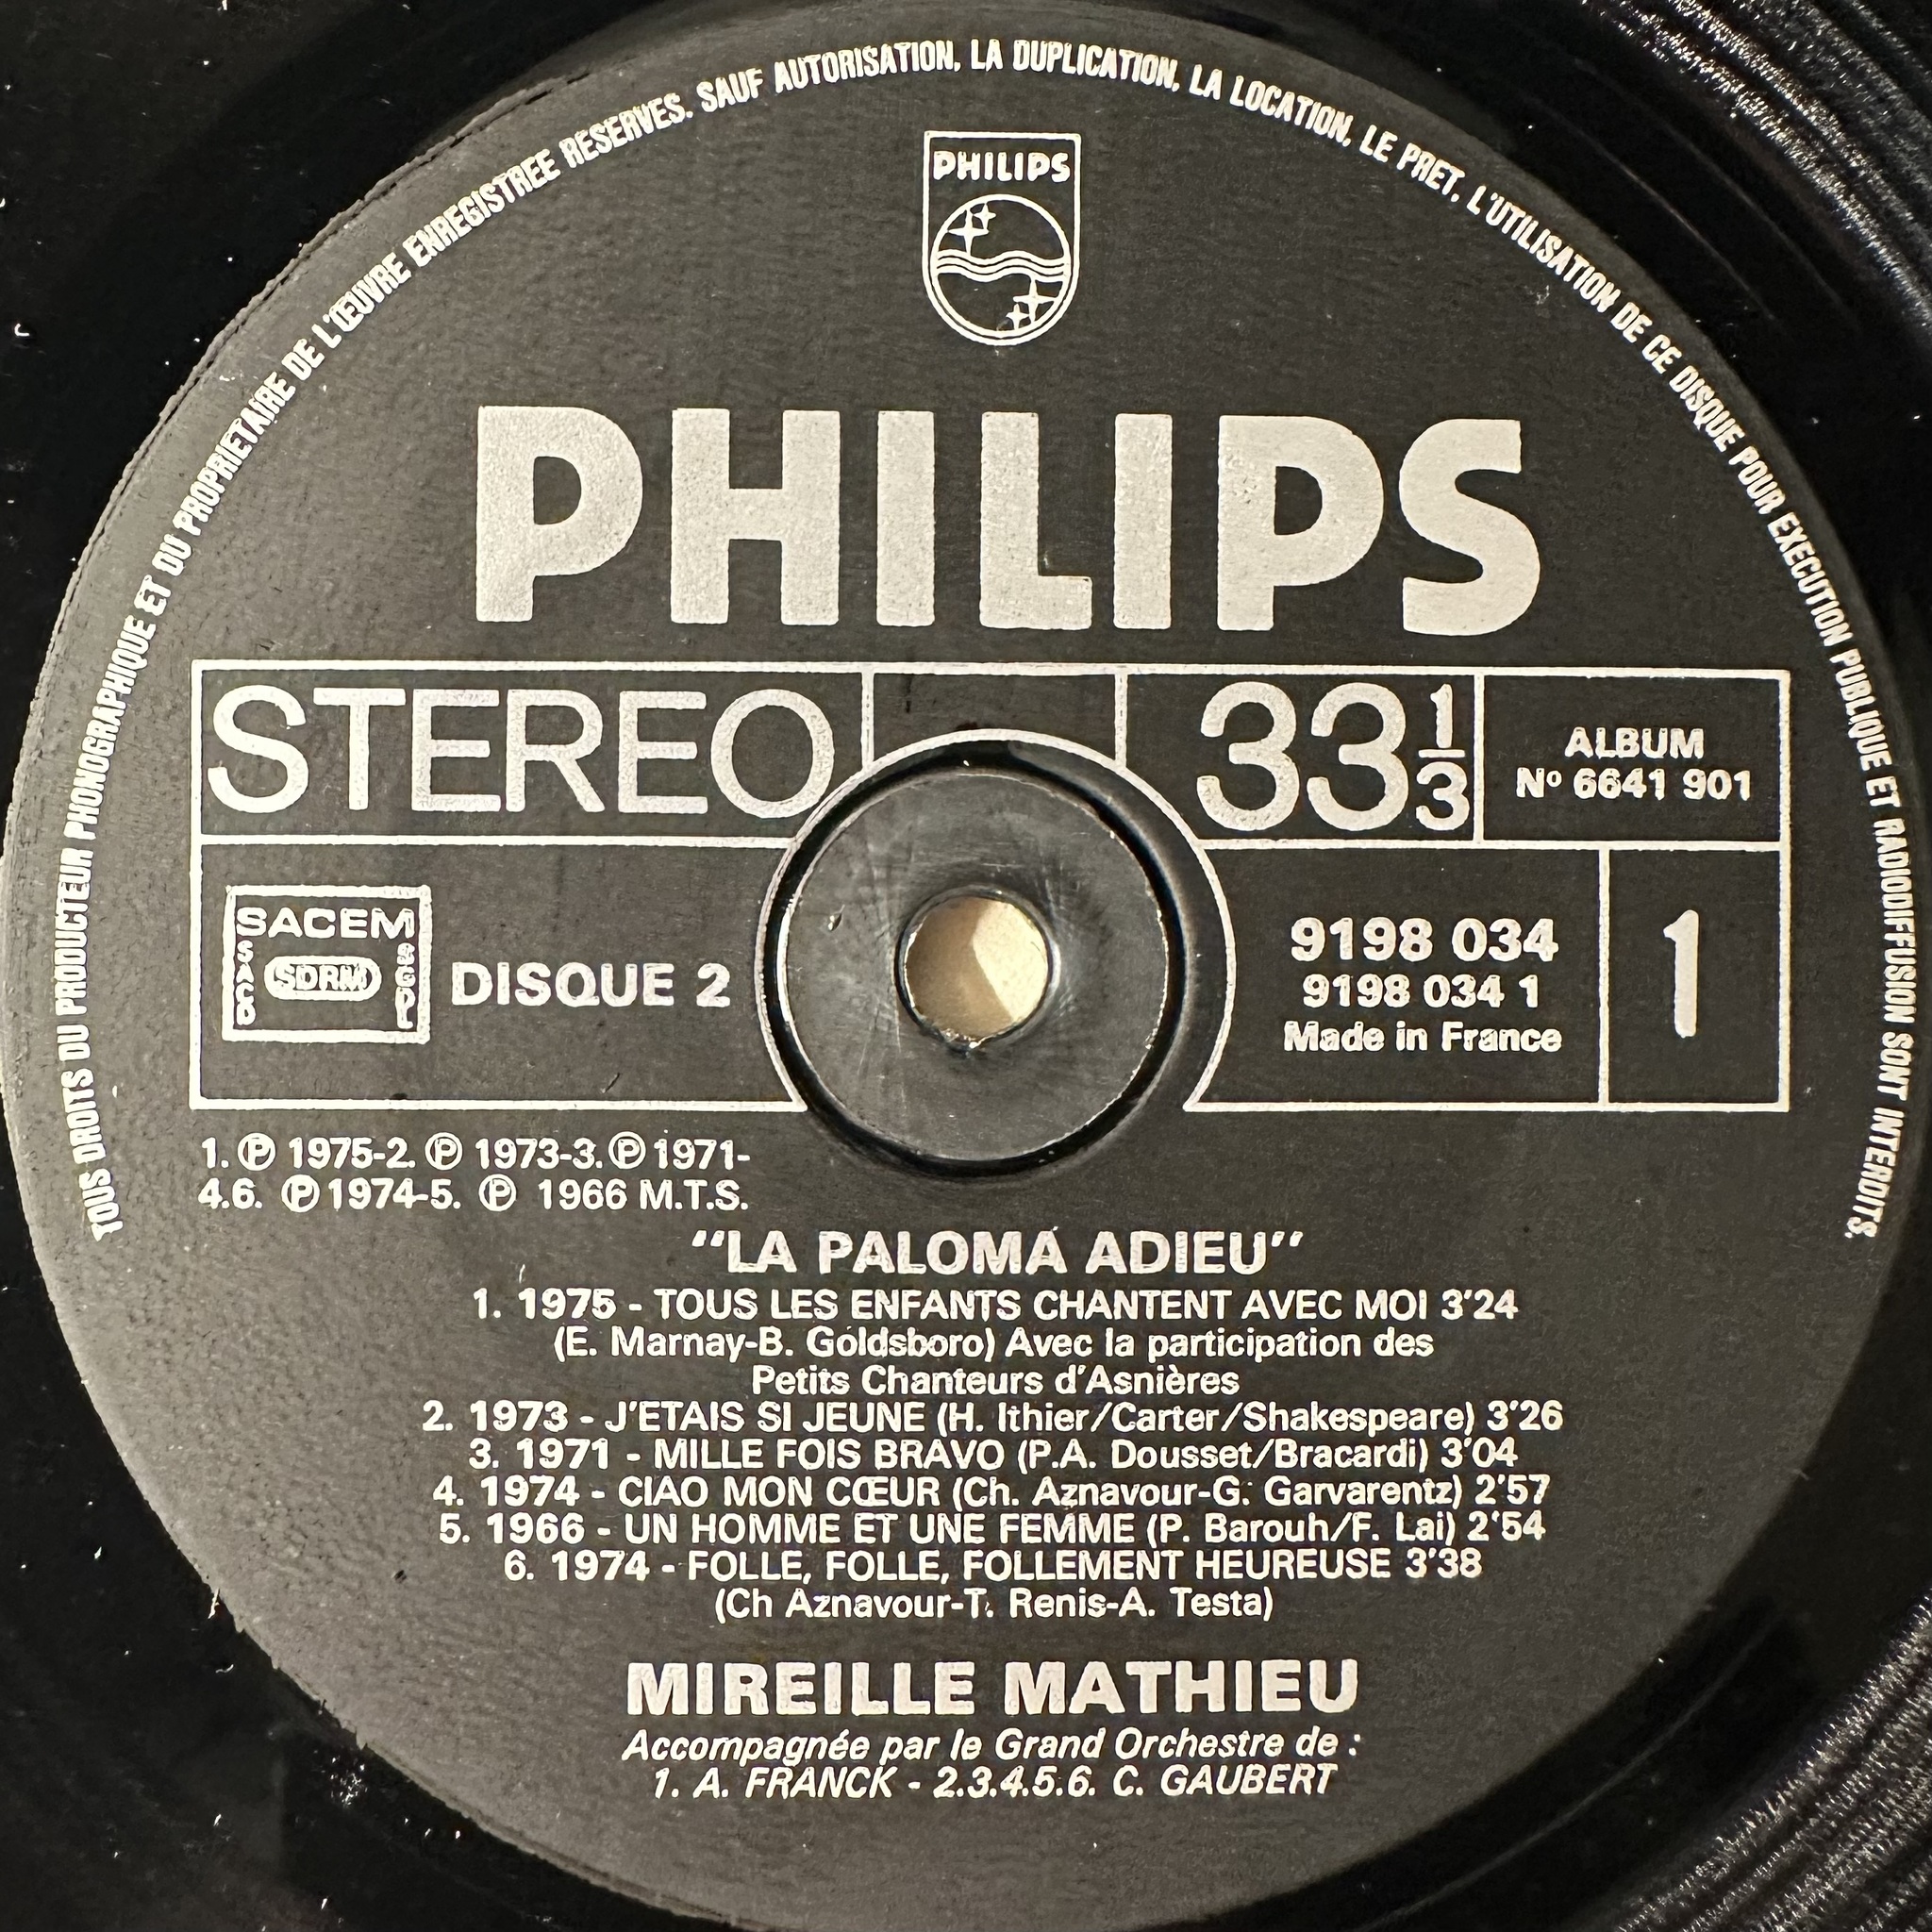 TOUS DROITS DU PRODUCTEUR PHONOGRAPHIQUE ET DU PROPRIETAIRE DE L'ŒUVRE ENREGISTREE RESERVES. SAUF AUTORISATION, LA DUPLICATION, LA LOCATION, LE PRET, L'UTILISATION DE CE DISQUE POUR EXECUTION PUBLIQUE ET RADIODIFFUSION SONT INTERDITS.
PHILIPS
PHILIPS
STEREO
33 1/3
ALBUM
Nº 6641 901
SACEM
SACD
SDRM
SGDL
DISQUE 2
9198 034
9198 034 1
Made in France
1
1. ℗ 1975-2. ℗ 1973-3. ℗ 1971-
4.6. ℗ 1974-5. ℗ 1966 M.T.S.
“LA PALOMA ADIEU”
1. 1975 - TOUS LES ENFANTS CHANTENT AVEC MOI 3'24
(E. Marnay-B. Goldsboro) Avec la participation des
Petits Chanteurs d'Asnières
2. 1973 - J'ETAIS SI JEUNE (H. Ithier/Carter/Shakespeare) 3'26
3. 1971 - MILLE FOIS BRAVO (P.A. Dousset/Bracardi) 3'04
4. 1974 - CIAO MON CŒUR (Ch. Aznavour-G. Garvarentz) 2'57
5. 1966 - UN HOMME ET UNE FEMME (P. Barouh/F. Lai) 2'54
6. 1974 - FOLLE, FOLLE, FOLLEMENT HEUREUSE 3'38
(Ch Aznavour-T. Renis-A. Testa)
MIREILLE MATHIEU
Accompagnée par le Grand Orchestre de :
1. A. FRANCK - 2.3.4.5.6. C. GAUBERT